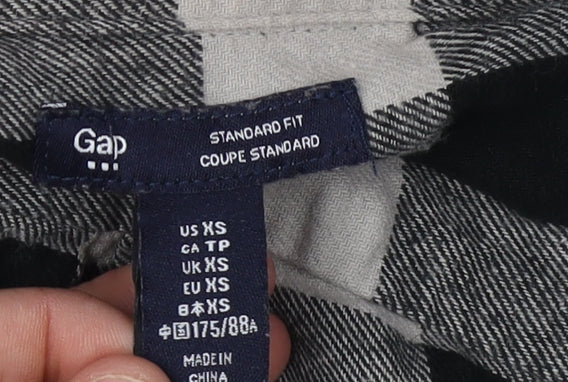 Gap
STANDARD FIT
COUPE STANDARD
US XS
CA TP
UK XS
EU XS
日本 XS
中国 175/88A
MADE IN
CHINA